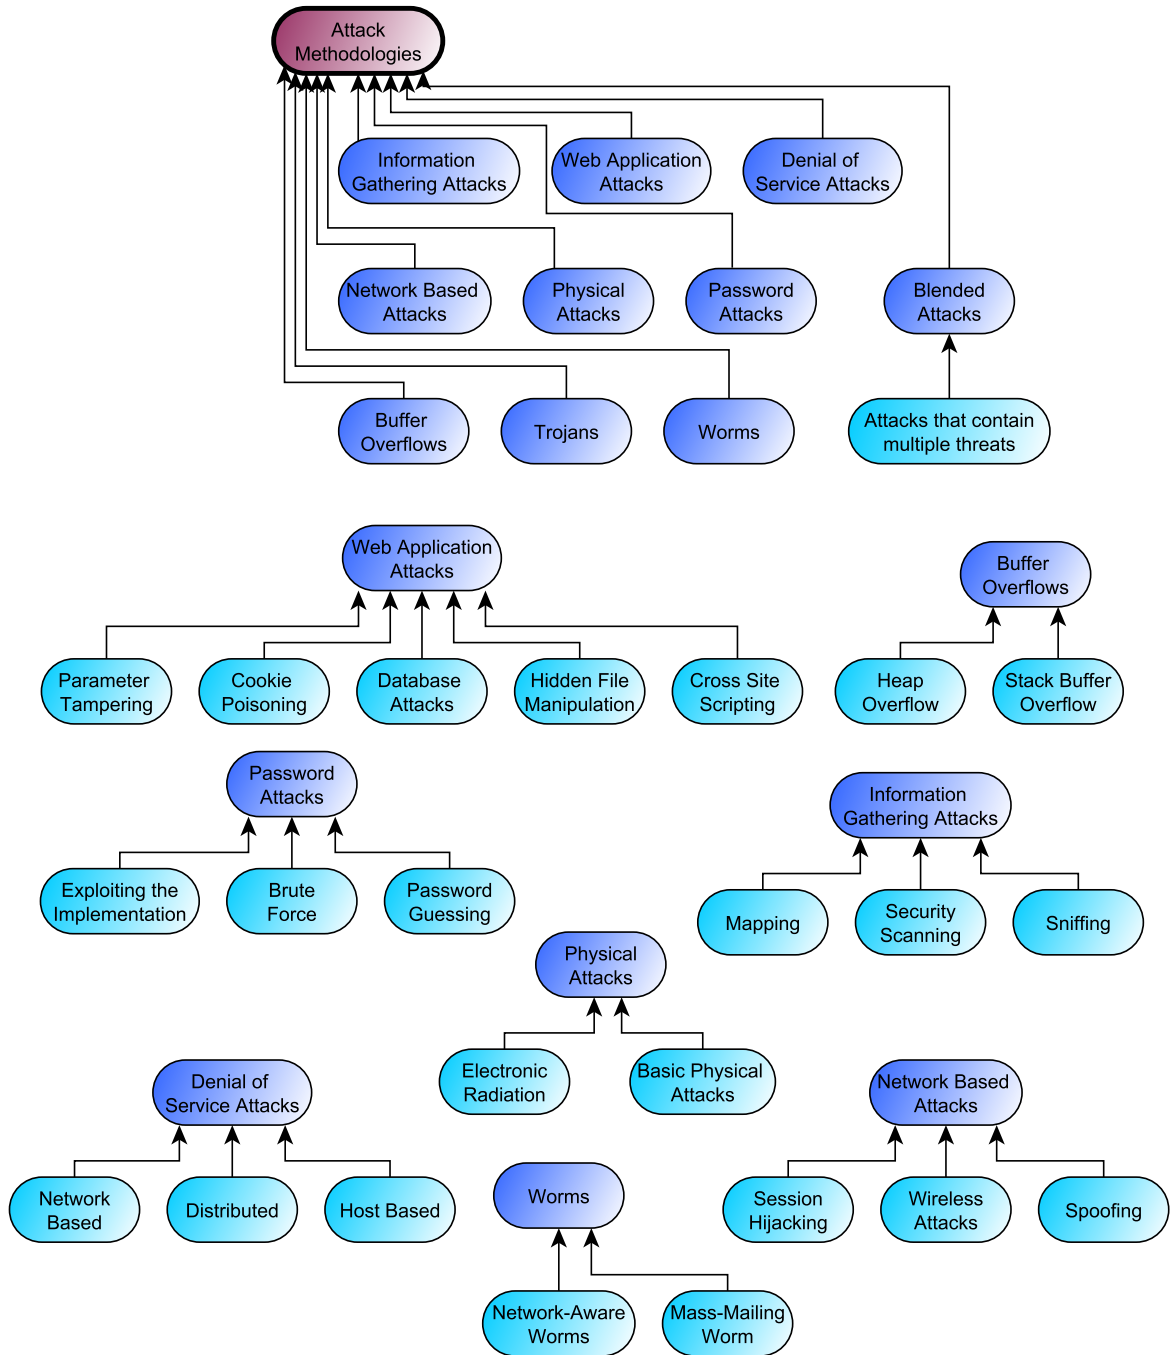 Attack
Methodologies
Information
Gathering Attacks
Web Application
Attacks
Denial of
Service Attacks
Network Based
Attacks
Physical
Attacks
Password
Attacks
Blended
Attacks
Buffer
Overflows
Trojans
Worms
Attacks that contain
multiple threats
Web Application
Attacks
Buffer
Overflows
Parameter
Tampering
Cookie
Poisoning
Database
Attacks
Hidden File
Manipulation
Cross Site
Scripting
Heap
Overflow
Stack Buffer
Overflow
Password
Attacks
Information
Gathering Attacks
Exploiting the
Implementation
Brute
Force
Password
Guessing
Mapping
Security
Scanning
Sniffing
Physical
Attacks
Electronic
Radiation
Basic Physical
Attacks
Denial of
Service Attacks
Network Based
Attacks
Network
Based
Distributed
Host Based
Worms
Session
Hijacking
Wireless
Attacks
Spoofing
Network-Aware
Worms
Mass-Mailing
Worm